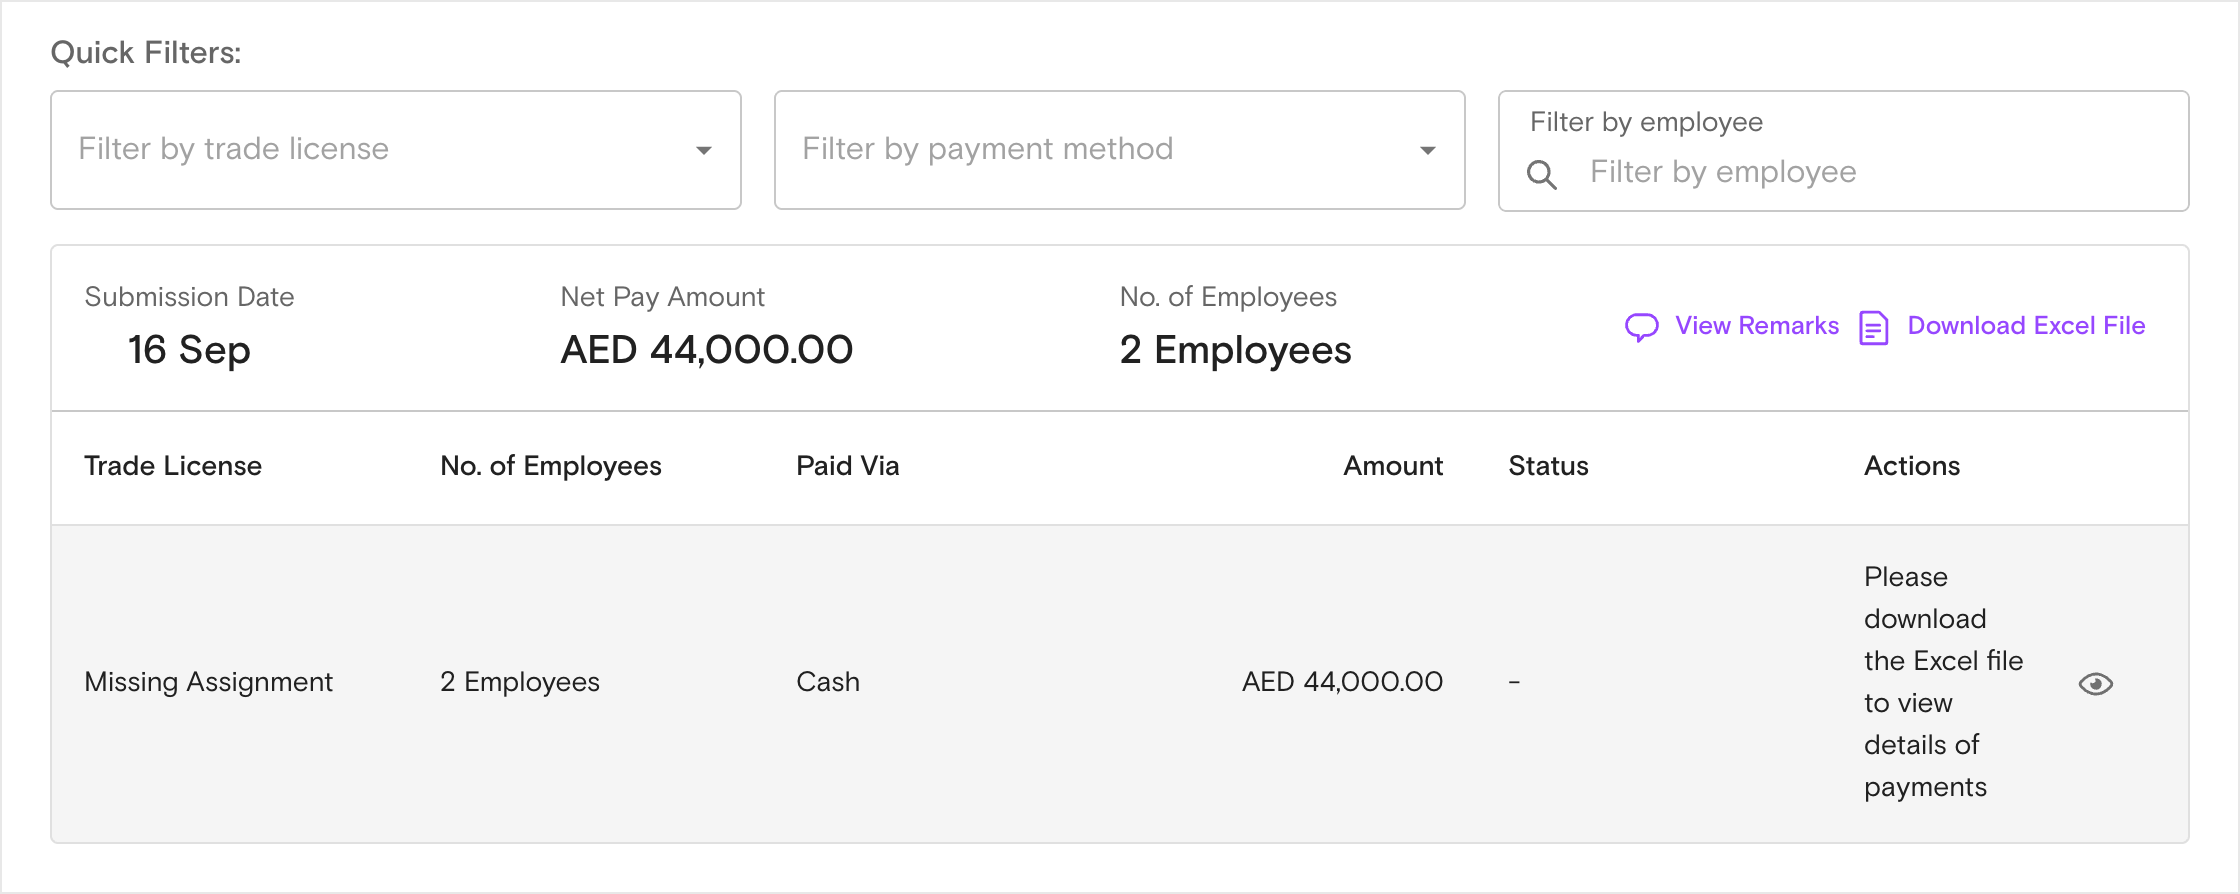 Quick Filters:
Filter by trade license
Filter by payment method
Filter by employee
Filter by employee
Submission Date
16 Sep
Net Pay Amount
AED 44,000.00
No. of Employees
2 Employees
View Remarks
Download Excel File
Trade License No. of Employees Paid Via Amount Status Actions
Missing Assignment 2 Employees Cash AED 44,000.00 -
Please
download
the Excel file
to view
details of
payments